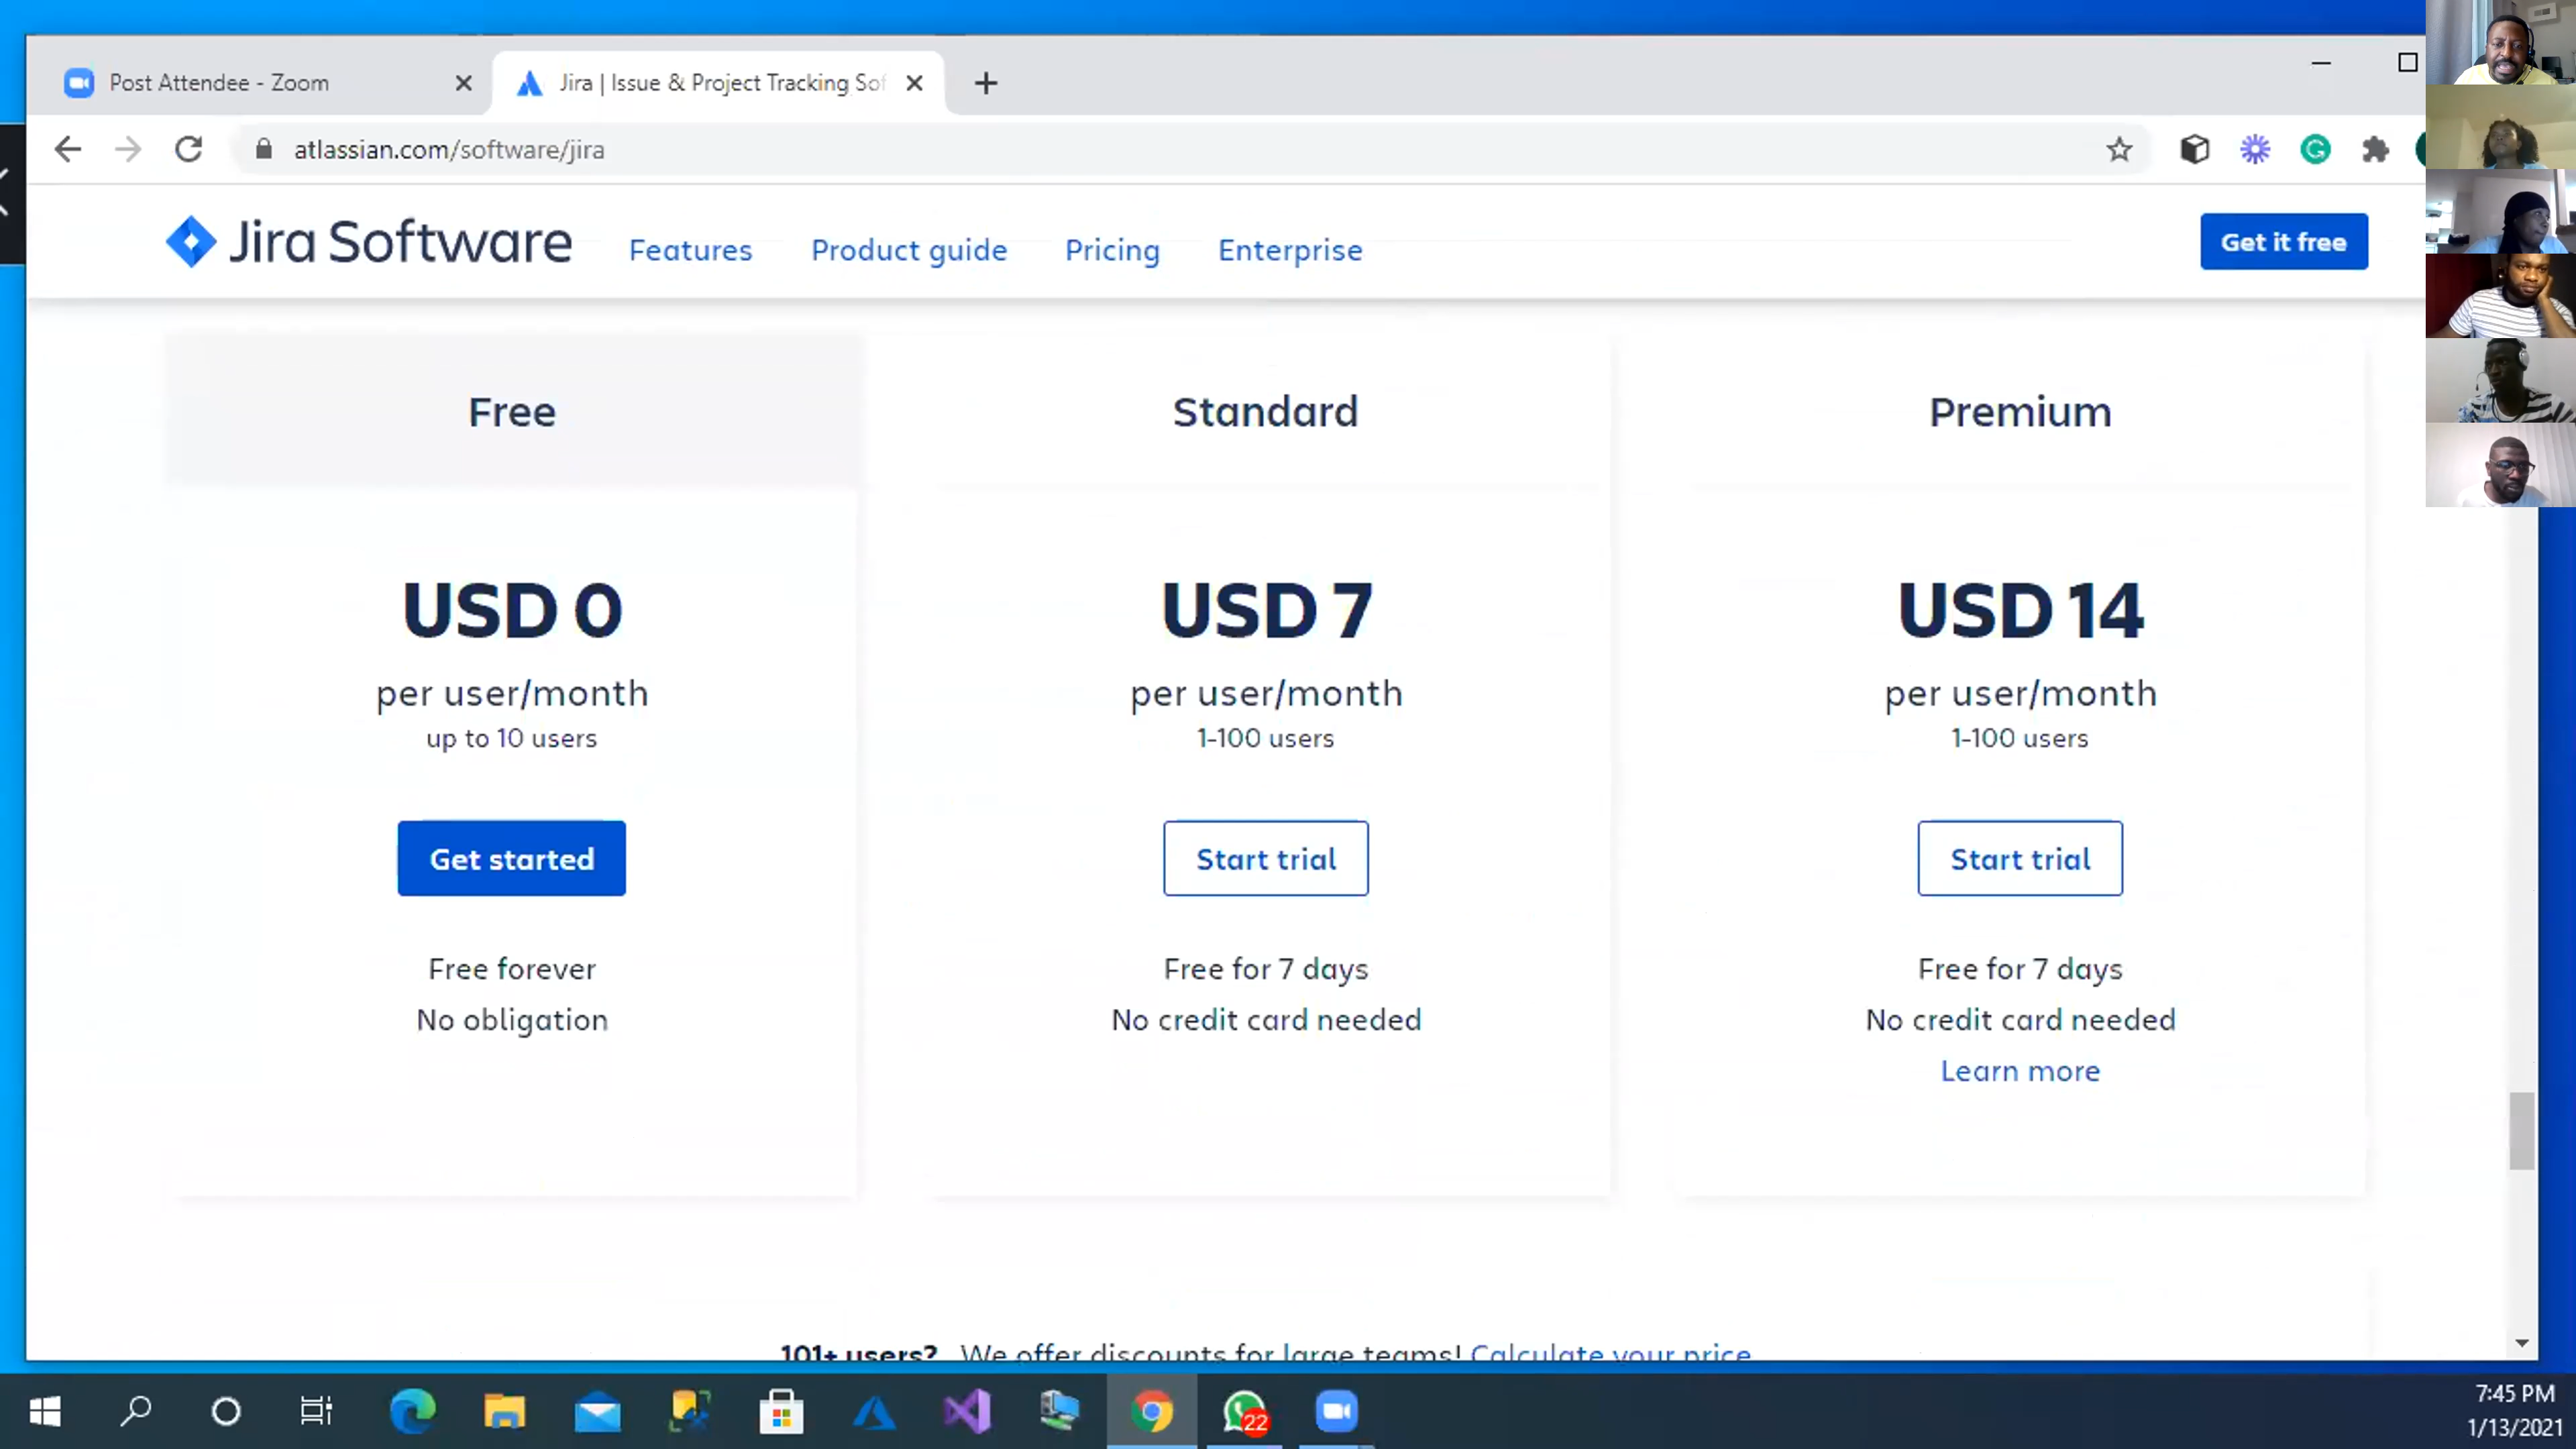 Post Attendee - Zoom
Jira | Issue & Project Tracking Sof
atlassian.com/software/jira
Jira Software
Features
Product guide
Pricing
Enterprise
Get it free
Free
Standard
Premium
USD 0
USD 7
USD 14
per user/month
per user/month
per user/month
up to 10 users
1-100 users
1-100 users
Get started
Start trial
Start trial
Free forever
Free for 7 days
Free for 7 days
No obligation
No credit card needed
No credit card needed
Learn more
101+ users? We offer discounts for large teams! Calculate your price
22
7:45 PM
1/13/2021